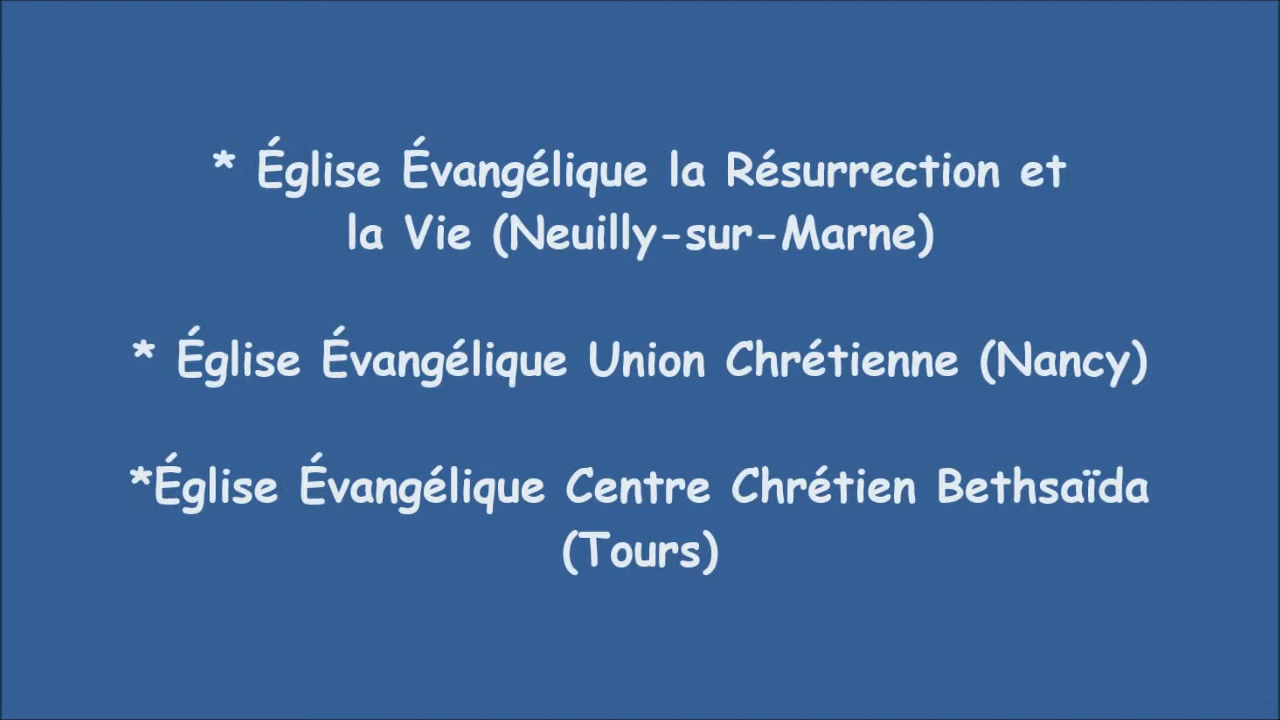 * Église Évangélique la Résurrection et
la Vie (Neuilly-sur-Marne)
* Église Évangélique Union Chrétienne (Nancy)
*Église Évangélique Centre Chrétien Bethsaïda
(Tours)